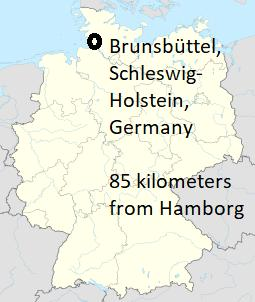 Brunsbüttel,
Schleswig-
Holstein,
Germany
85 kilometers
from Hamborg